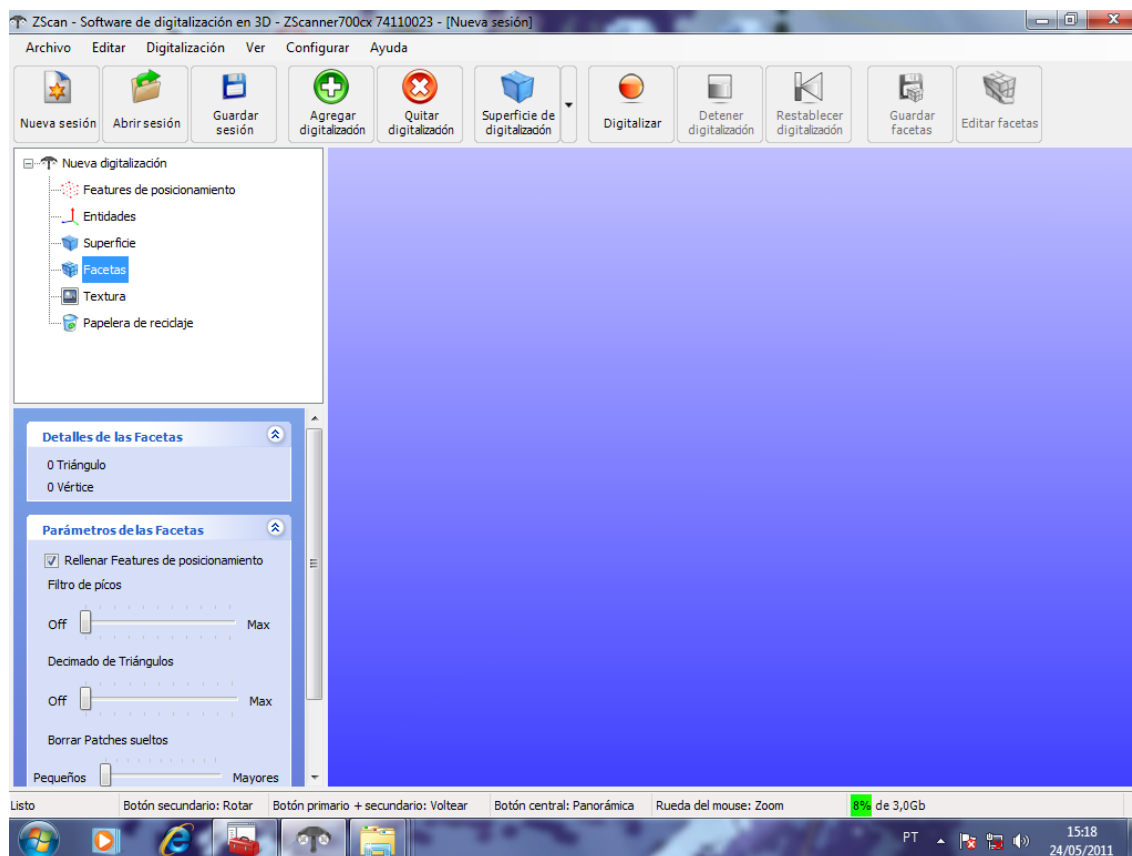 ZScan - Software de digitalización en 3D - ZScanner700cx 74110023 - [Nueva sesión]
Archivo Editar Digitalización Ver Configurar Ayuda
Nueva sesión
Abrir sesión
Guardar
sesión
Agregar
digitalización
Quitar
digitalización
Superficie de
digitalización
Digitalizar
Detener
digitalización
Restablecer
digitalización
Guardar
facetas
Editar facetas
Nueva digitalización
Features de posicionamiento
Entidades
Superficie
Facetas
Textura
Papelera de reciclaje
Detalles de las Facetas
0 Triángulo
0 Vértice
Parámetros de las Facetas
Rellenar Features de posicionamiento
Filtro de pícos
Off Max
Decimado de Triángulos
Off Max
Borrar Patches sueltos
Pequeños Mayores
Listo Botón secundario: Rotar Botón primario + secundario: Voltear Botón central: Panorámica Rueda del mouse: Zoom 8% de 3,0Gb
PT 15:18
24/05/2011